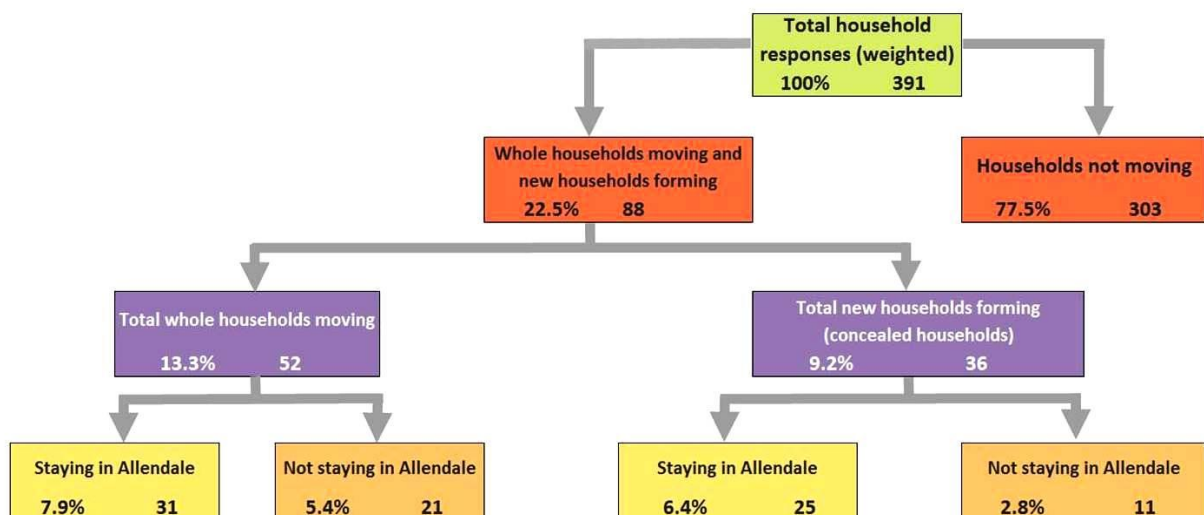 Total household
responses (weighted)
100% 391
Whole households moving and
new households forming
22.5% 88
Households not moving
77.5% 303
Total whole households moving
13.3% 52
Total new households forming
(concealed households)
9.2% 36
Staying in Allendale
7.9% 31
Not staying in Allendale
5.4% 21
Staying in Allendale
6.4% 25
Not staying in Allendale
2.8% 11